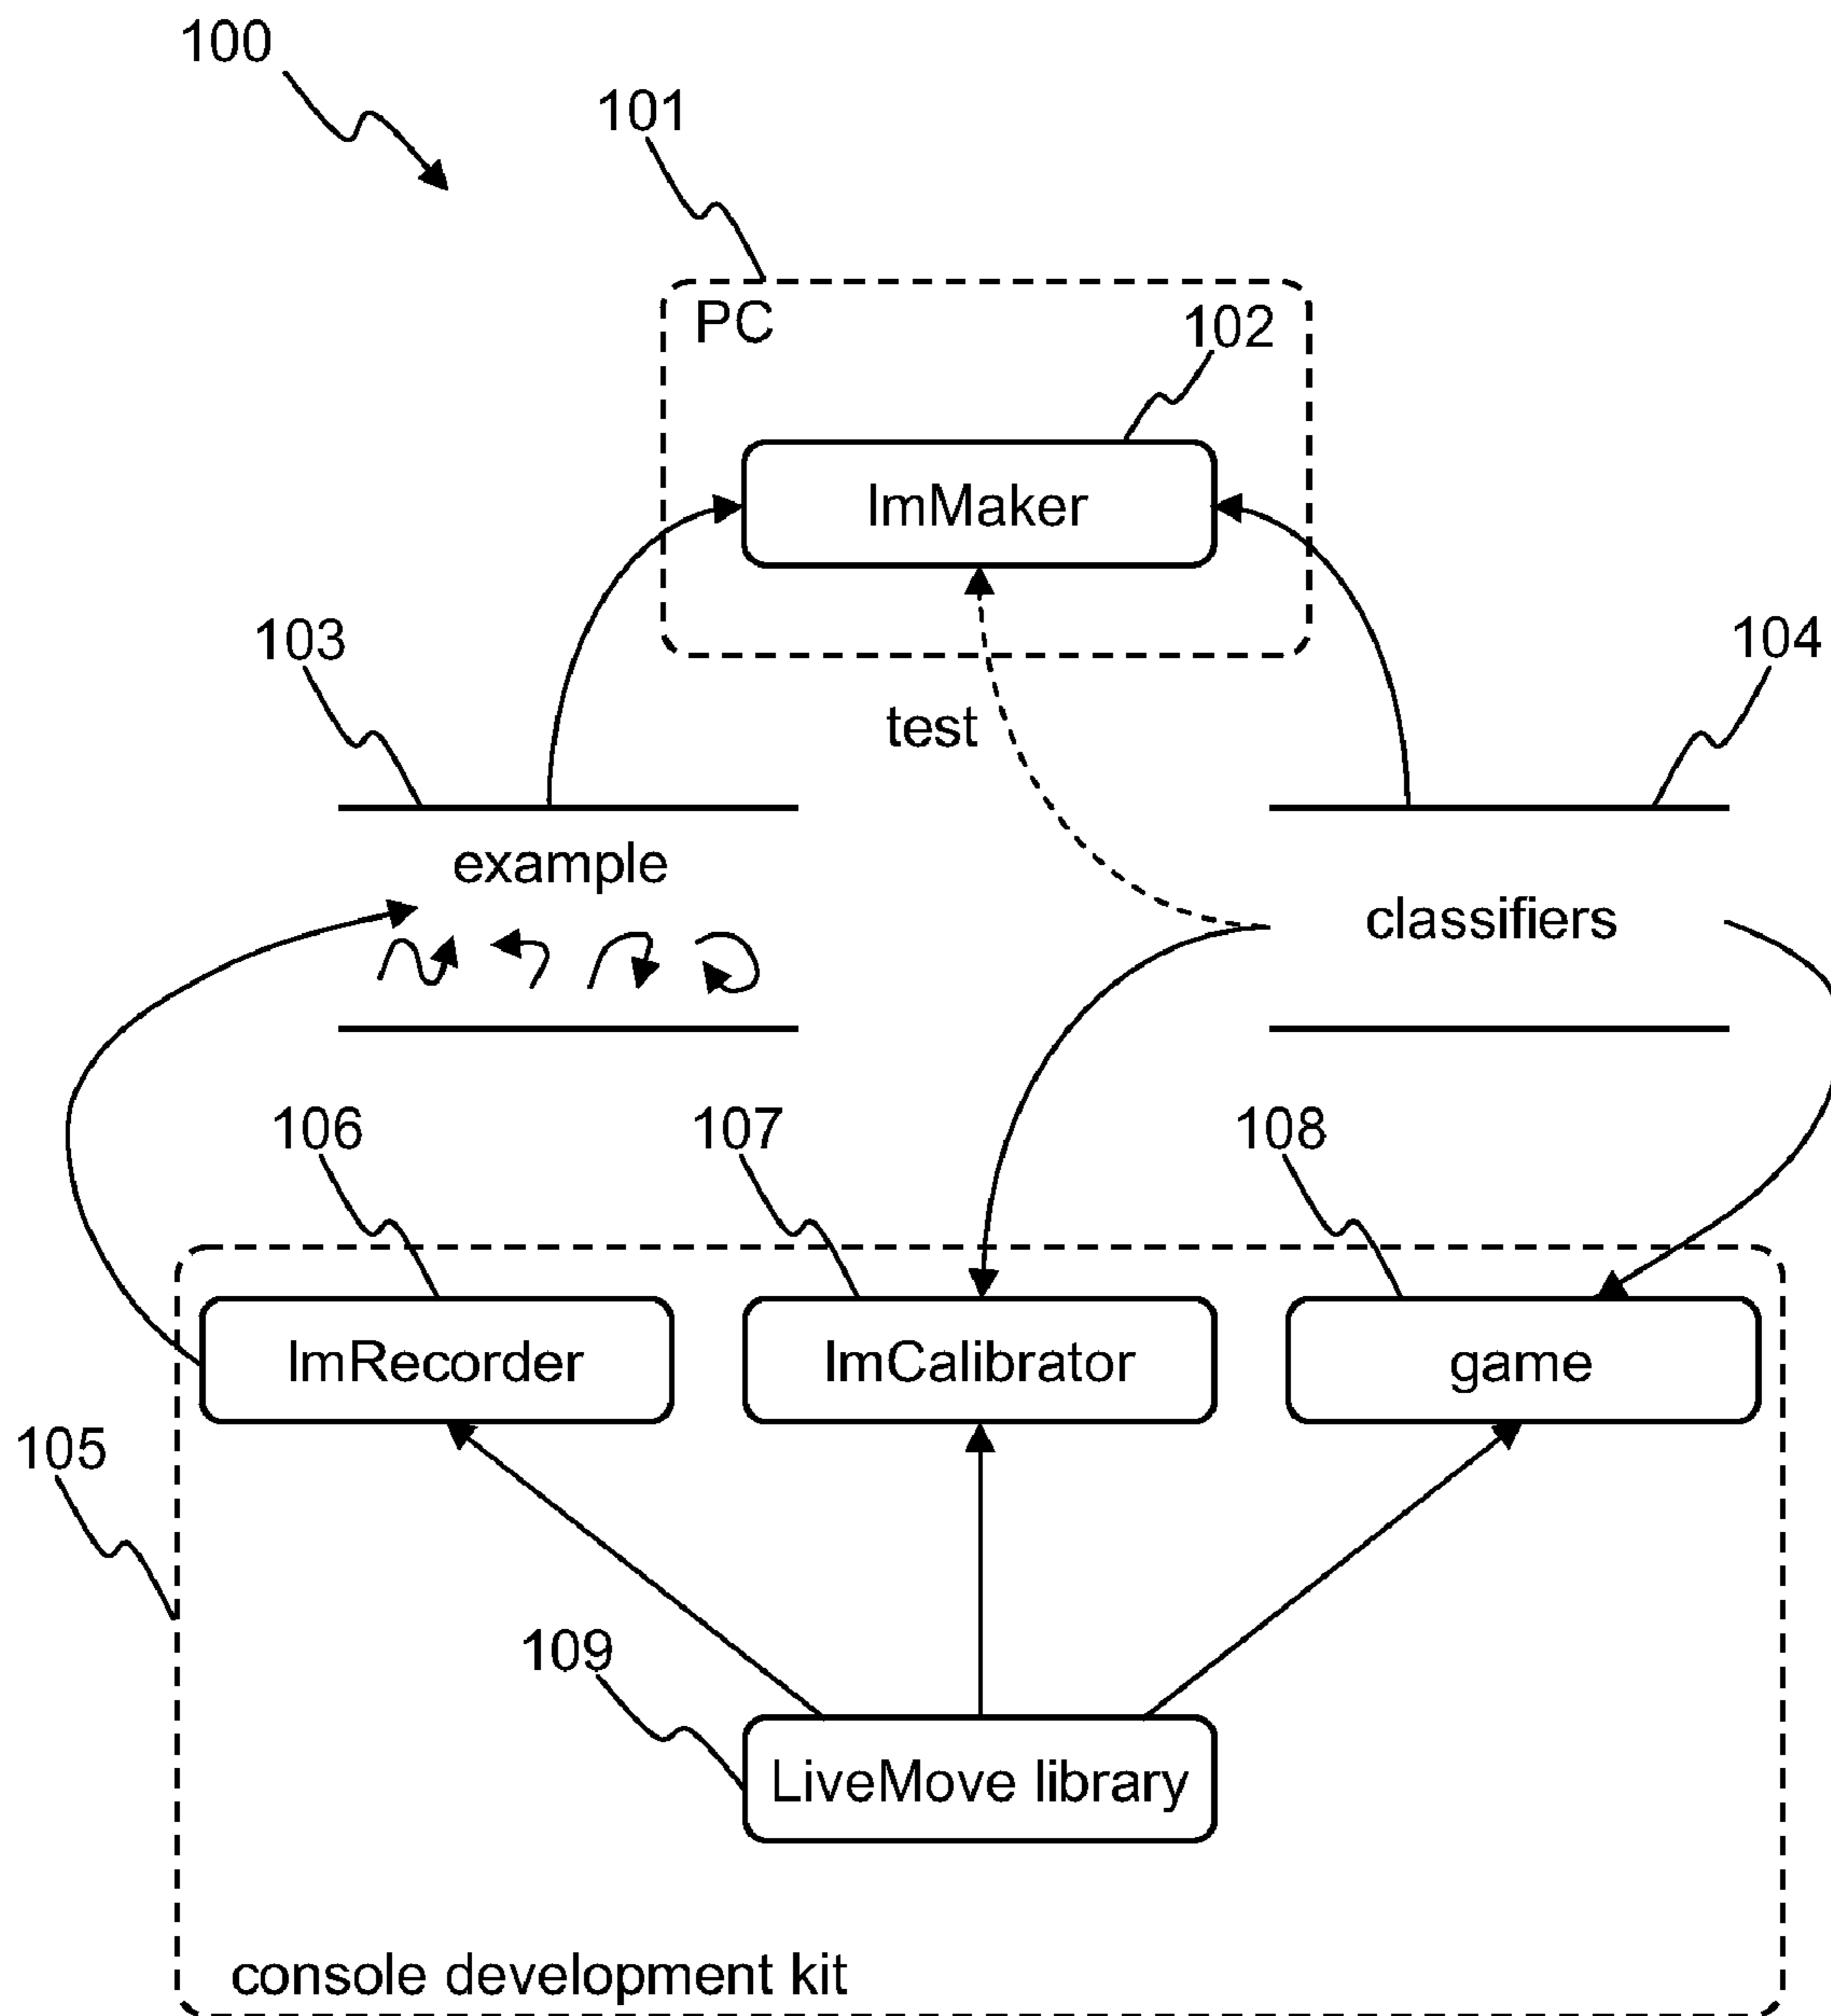 100
101
PC
102
lmMaker
103
104
test
example
classifiers
106
107
108
lmRecorder
lmCalibrator
game
105
109
LiveMove library
console development kit